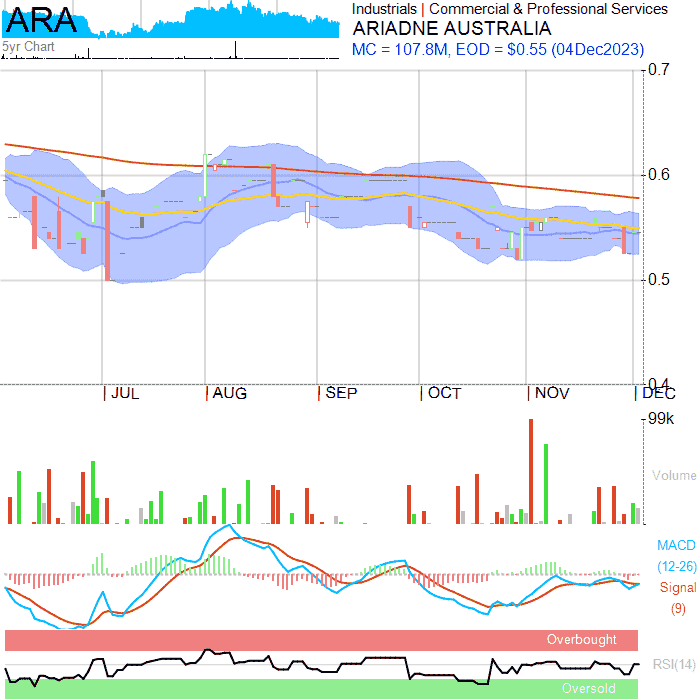 ARA
5yr Chart
Industrials | Commercial & Professional Services
ARIADNE AUSTRALIA
MC = 107.8M, EOD = $0.55 (04Dec2023)
0.7
0.6
0.5
0.4
JUL AUG SEP OCT NOV DEC
99k
Volume
MACD
(12-26)
Signal
(9)
Overbought
RSI(14)
Oversold